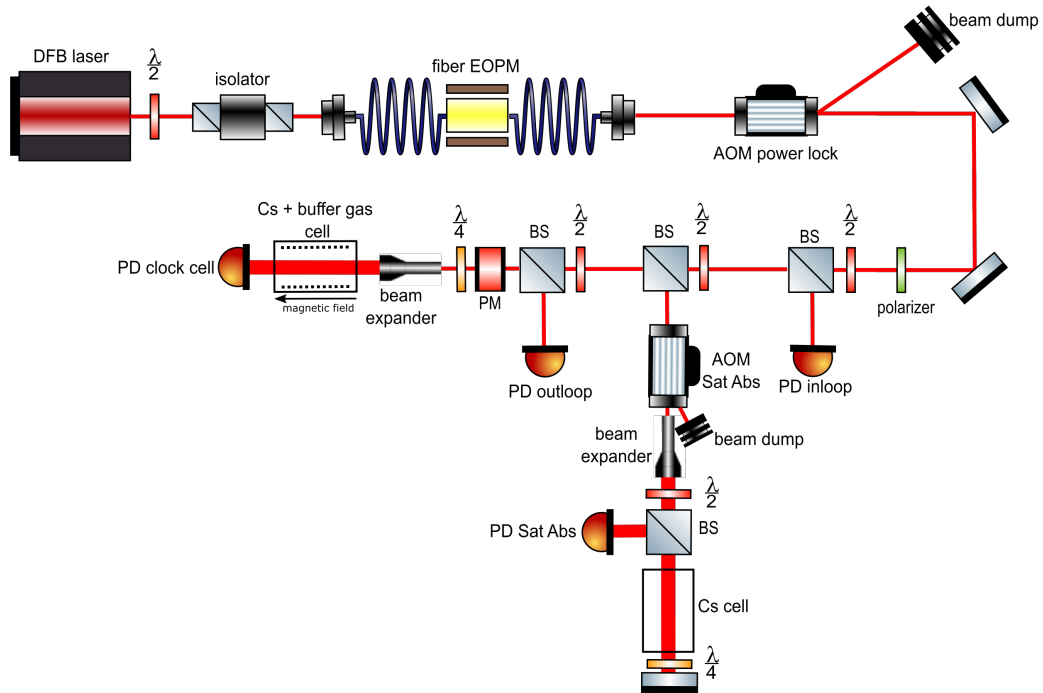 DFB laser
λ
2
isolator
fiber EOPM
AOM power lock
beam dump
Cs + buffer gas
cell
PD clock cell
magnetic field
beam
expander
λ
4
PM
BS
λ
2
BS
λ
2
BS
λ
2
polarizer
PD outloop
AOM
Sat Abs
PD inloop
beam
expander
beam dump
λ
2
PD Sat Abs
BS
Cs cell
λ
4